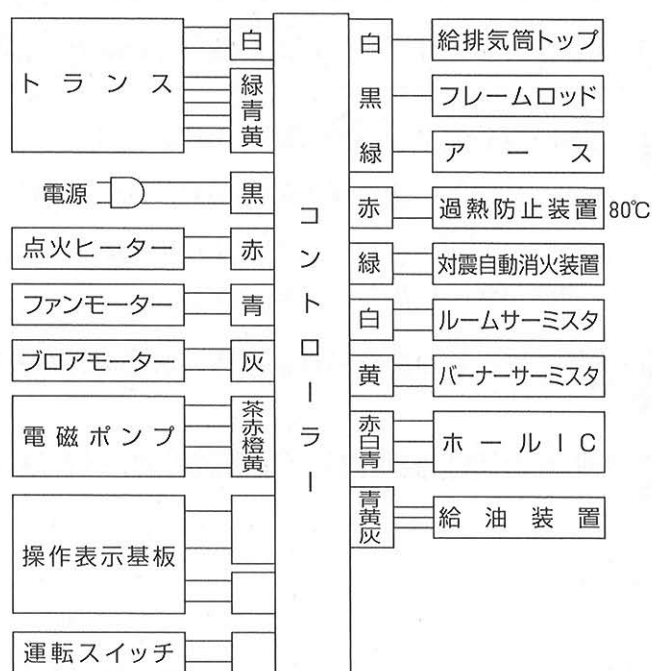 トランス
白
緑
青
黄
電源
黒
点火ヒーター
赤
ファンモーター
青
ブロアモーター
灰
電磁ポンプ
茶
赤
橙
黄
操作表示基板
運転スイッチ
コントローラー
白
給排気筒トップ
黒
フレームロッド
緑
アース
赤
過熱防止装置 80℃
緑
対震自動消火装置
白
ルームサーミスタ
黄
バーナーサーミスタ
赤
白
青
ホールIC
青
黄
灰
給油装置